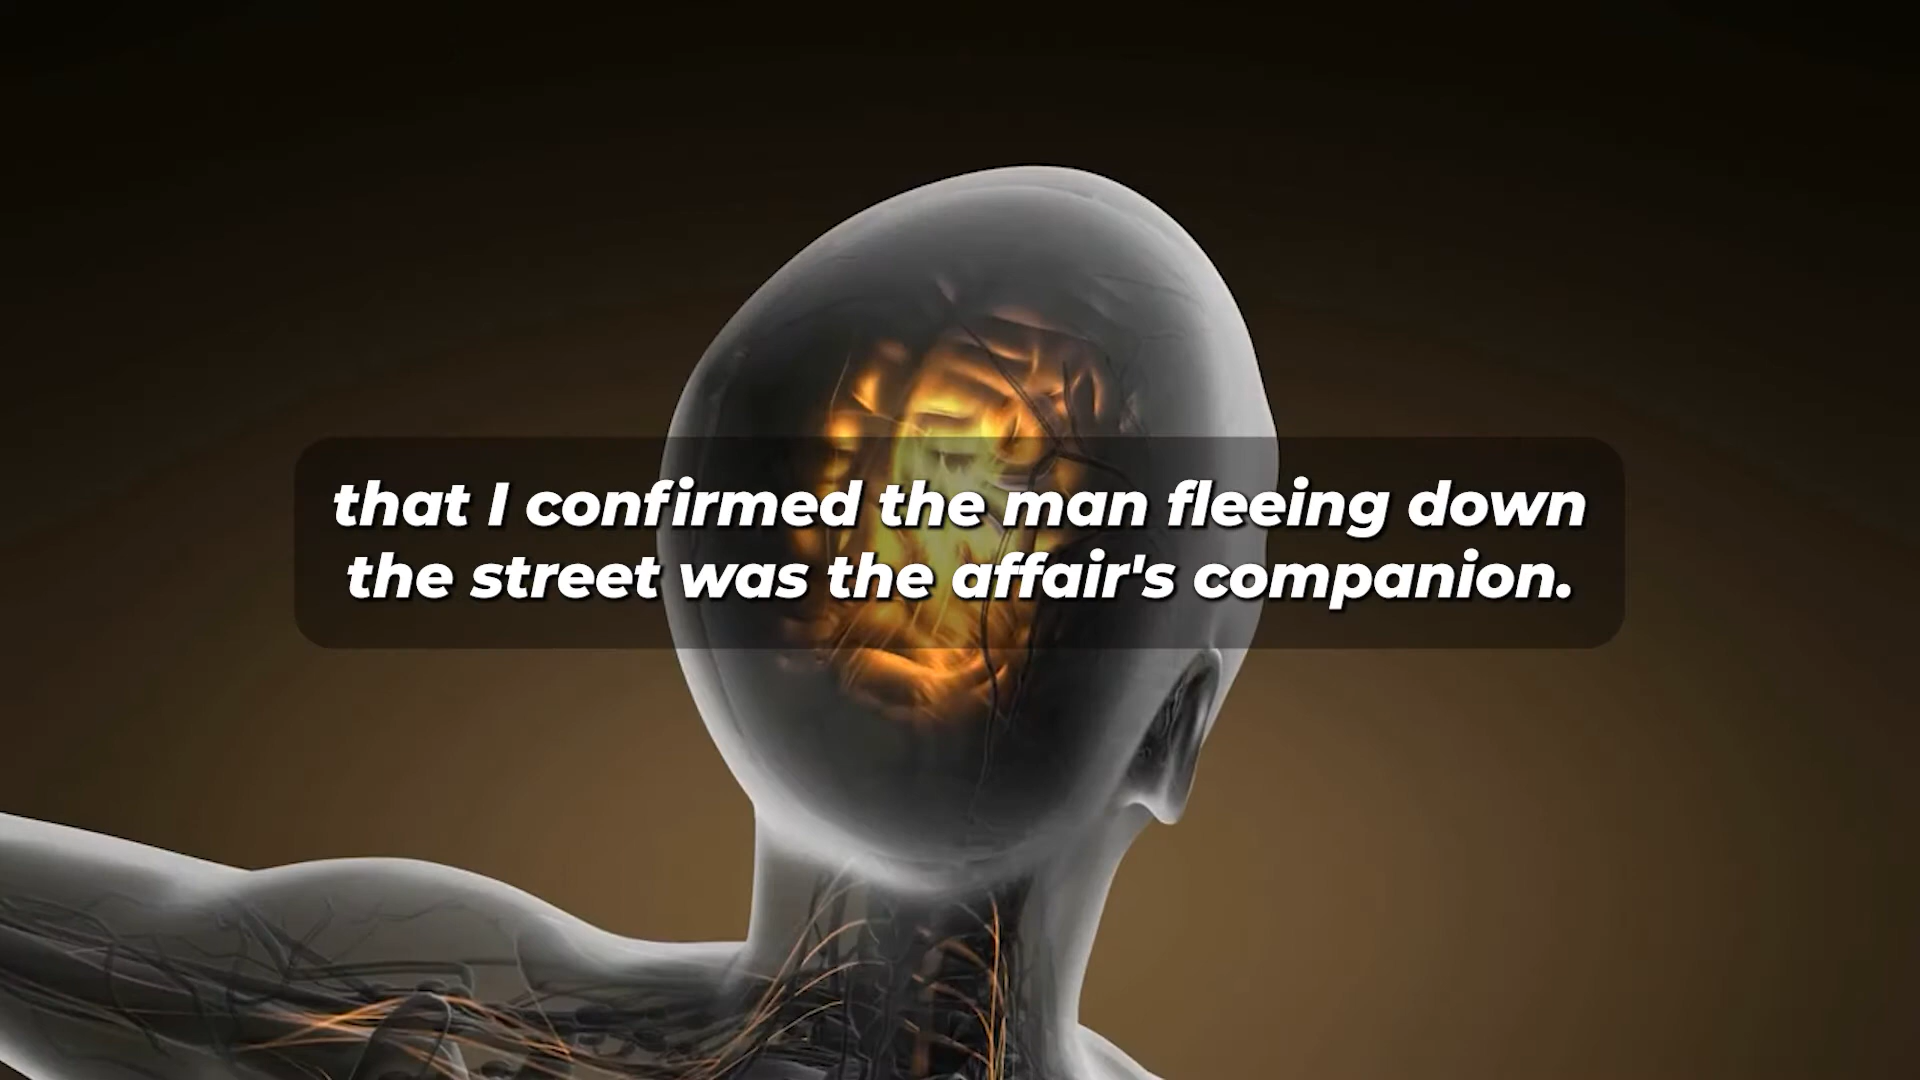 that I confirmed the man fleeing down
the street was the affair's companion.